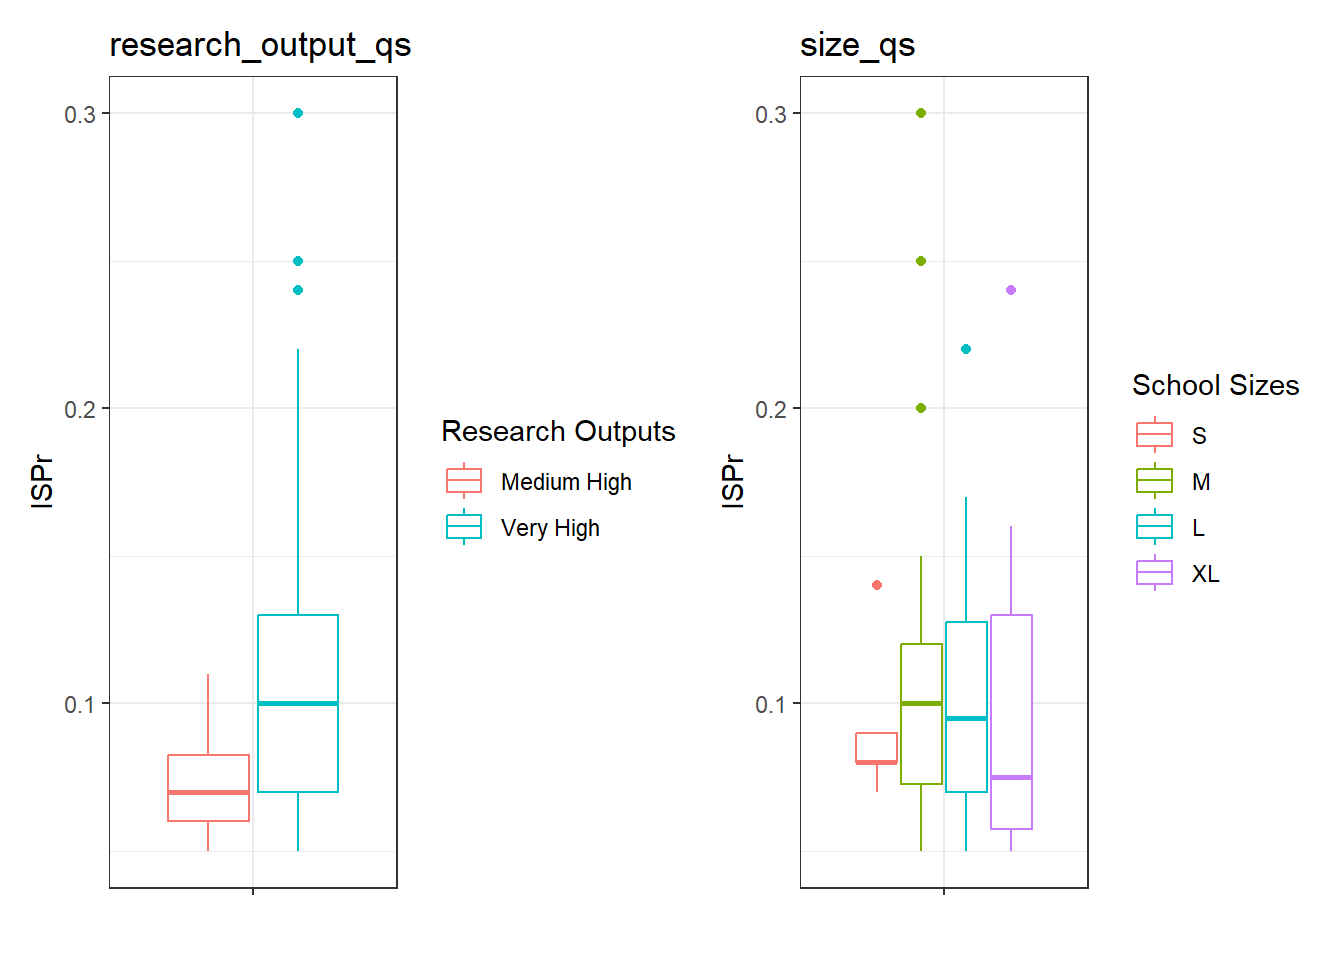 research_output_qs
0.3
0.2
0.1
ISPr
Research Outputs
Medium High
Very High
size_qs
0.3
0.2
0.1
ISPr
School Sizes
S
M
L
XL